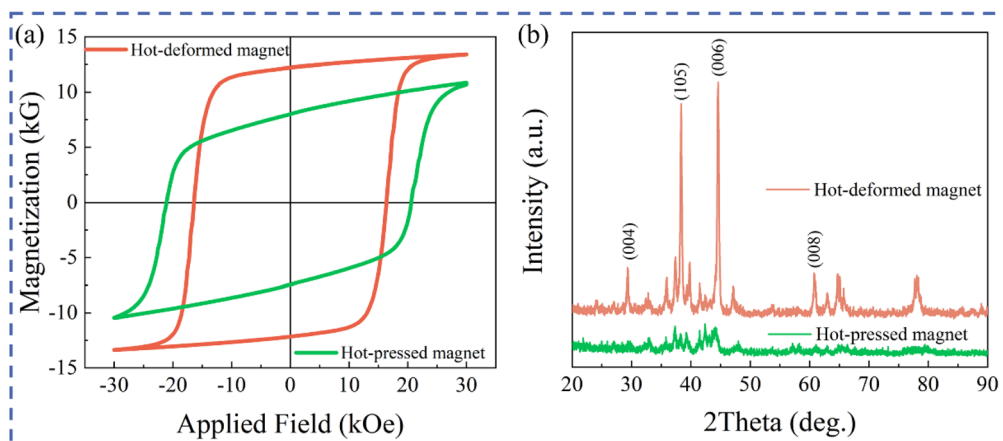 (a)
Hot-deformed magnet
Hot-pressed magnet
15
10
5
0
-5
-10
-15
-30
-20
-10
0
10
20
30
Magnetization (kG)
Applied Field (kOe)
(b)
(004)
(105)
(006)
(008)
Hot-deformed magnet
Hot-pressed magnet
20
30
40
50
60
70
80
90
Intensity (a.u.)
2Theta (deg.)